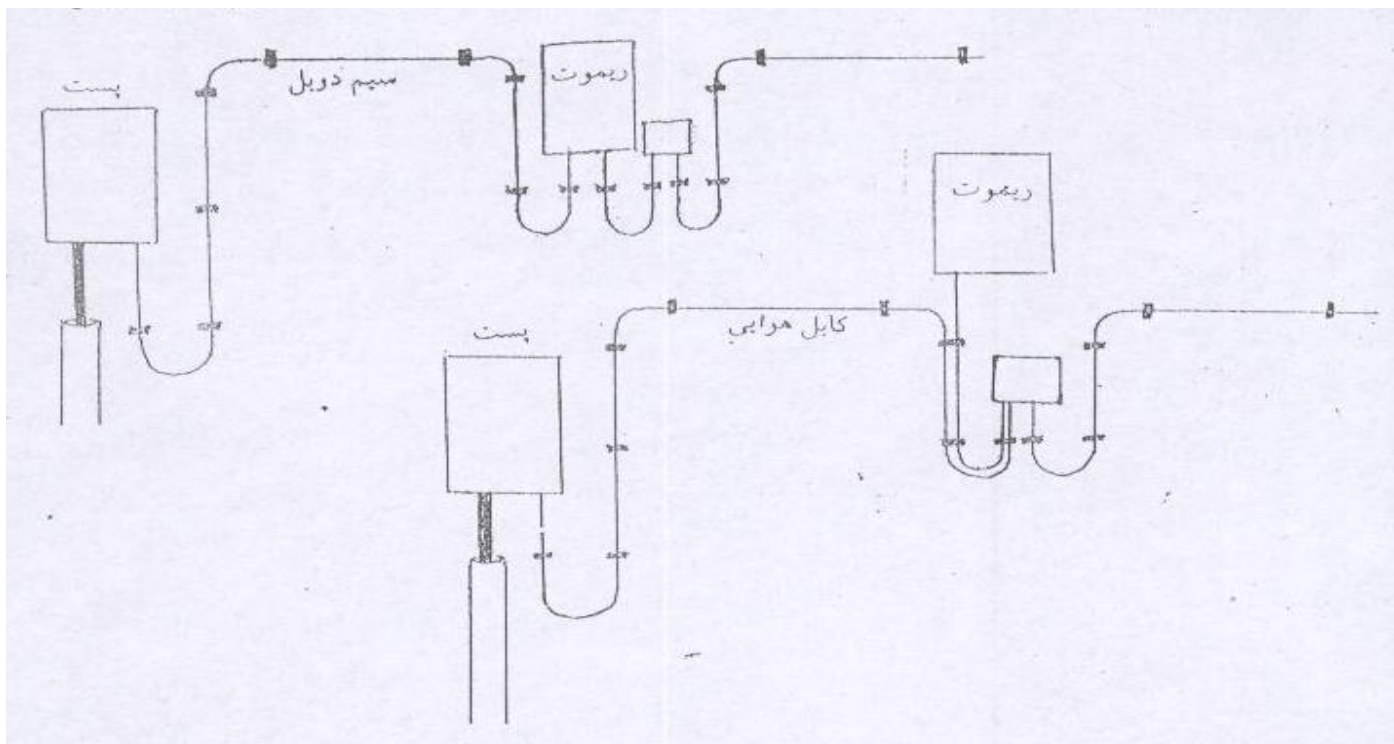 پست
سیم دوبل
ریموت
پست
کابل هوایی
ریموت